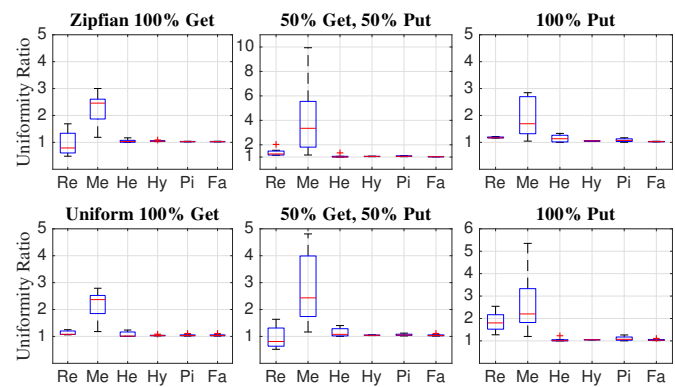 Zipfian 100% Get
50% Get, 50% Put
100% Put
Uniformity Ratio
5
4
3
2
1
Re Me He Hy Pi Fa
10
8
6
4
2
1
Re Me He Hy Pi Fa
5
4
3
2
1
Re Me He Hy Pi Fa
Uniform 100% Get
50% Get, 50% Put
100% Put
Uniformity Ratio
5
4
3
2
1
Re Me He Hy Pi Fa
5
4
3
2
1
Re Me He Hy Pi Fa
6
5
4
3
2
1
Re Me He Hy Pi Fa